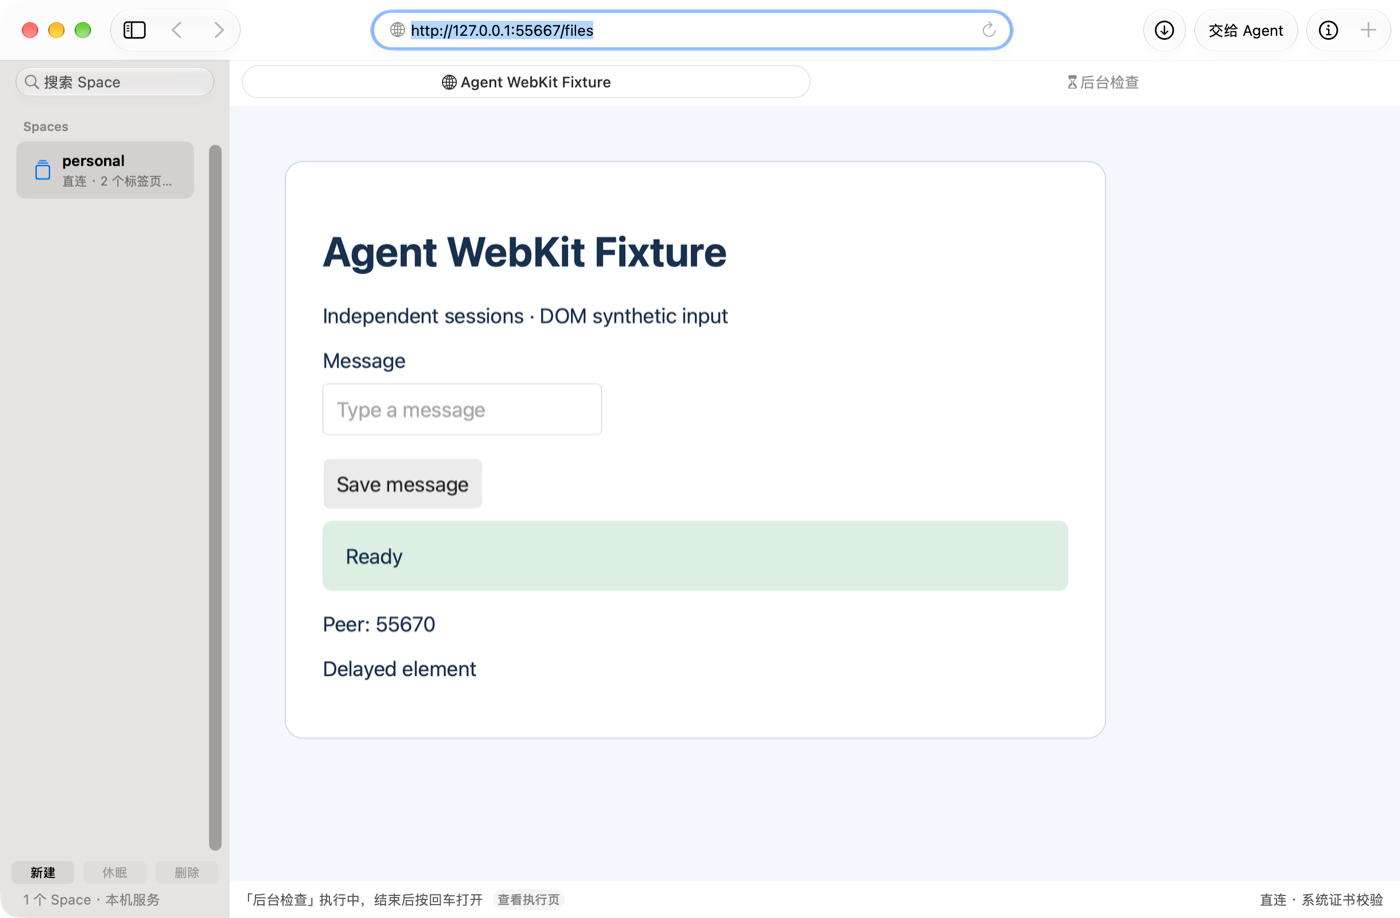 http://127.0.0.1:55667/files
交给 Agent
搜索 Space
Agent WebKit Fixture
后台检查
Spaces
personal
直连 · 2 个标签页...
Agent WebKit Fixture
Independent sessions · DOM synthetic input
Message
Type a message
Save message
Ready
Peer: 55670
Delayed element
新建
休眠
删除
1 个 Space · 本机服务
「后台检查」执行中，结束后按回车打开
查看执行页
直连 · 系统证书校验